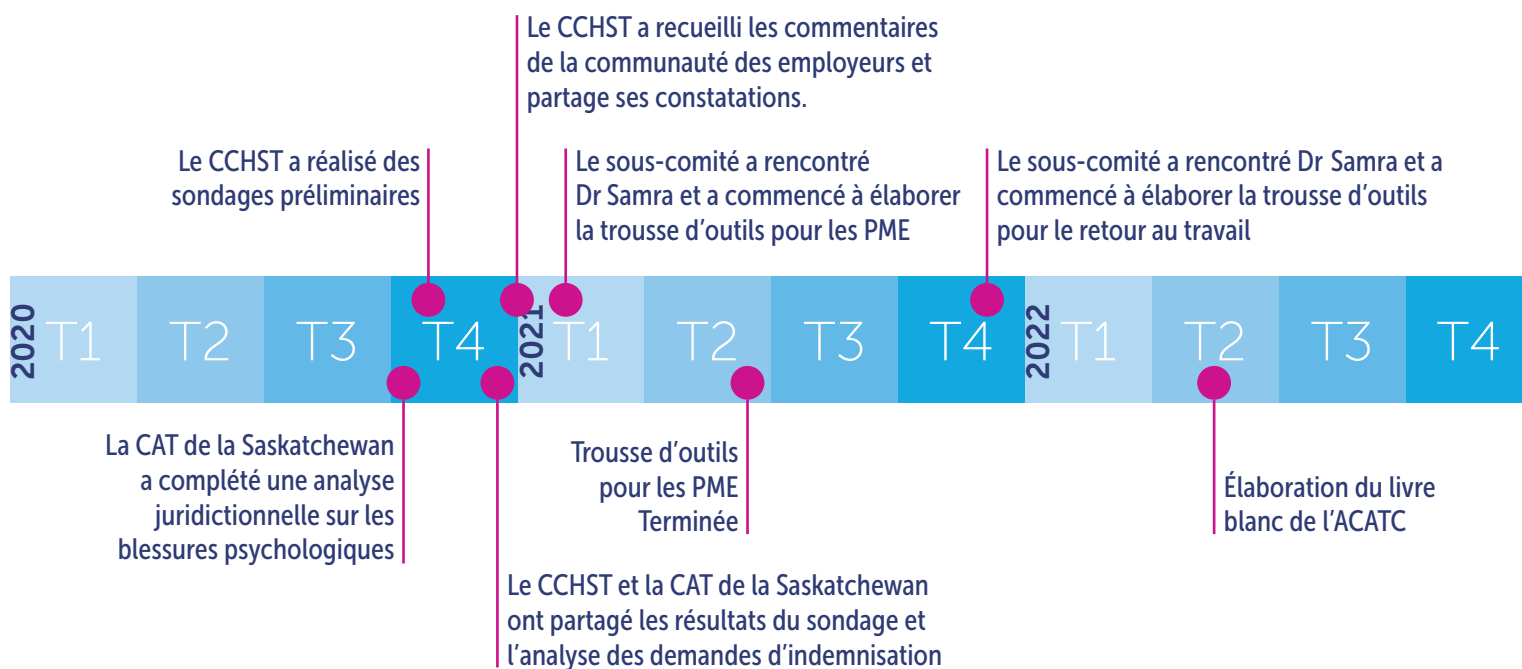 Le CCHST a recueilli les commentaires
de la communauté des employeurs et
partage ses constatations.
Le CCHST a réalisé des
sondages préliminaires
Le sous-comité a rencontré
Dr Samra et a commencé à élaborer
la trousse d’outils pour les PME
Le sous-comité a rencontré Dr Samra et a
commencé à élaborer la trousse d’outils
pour le retour au travail
2020 T1 T2 T3 T4 2021 T1 T2 T3 T4 2022 T1 T2 T3 T4
La CAT de la Saskatchewan
a complété une analyse
juridictionnelle sur les
blessures psychologiques
Trousse d’outils
pour les PME
Terminée
Élaboration du livre
blanc de l’ACATC
Le CCHST et la CAT de la Saskatchewan
ont partagé les résultats du sondage et
l’analyse des demandes d’indemnisation